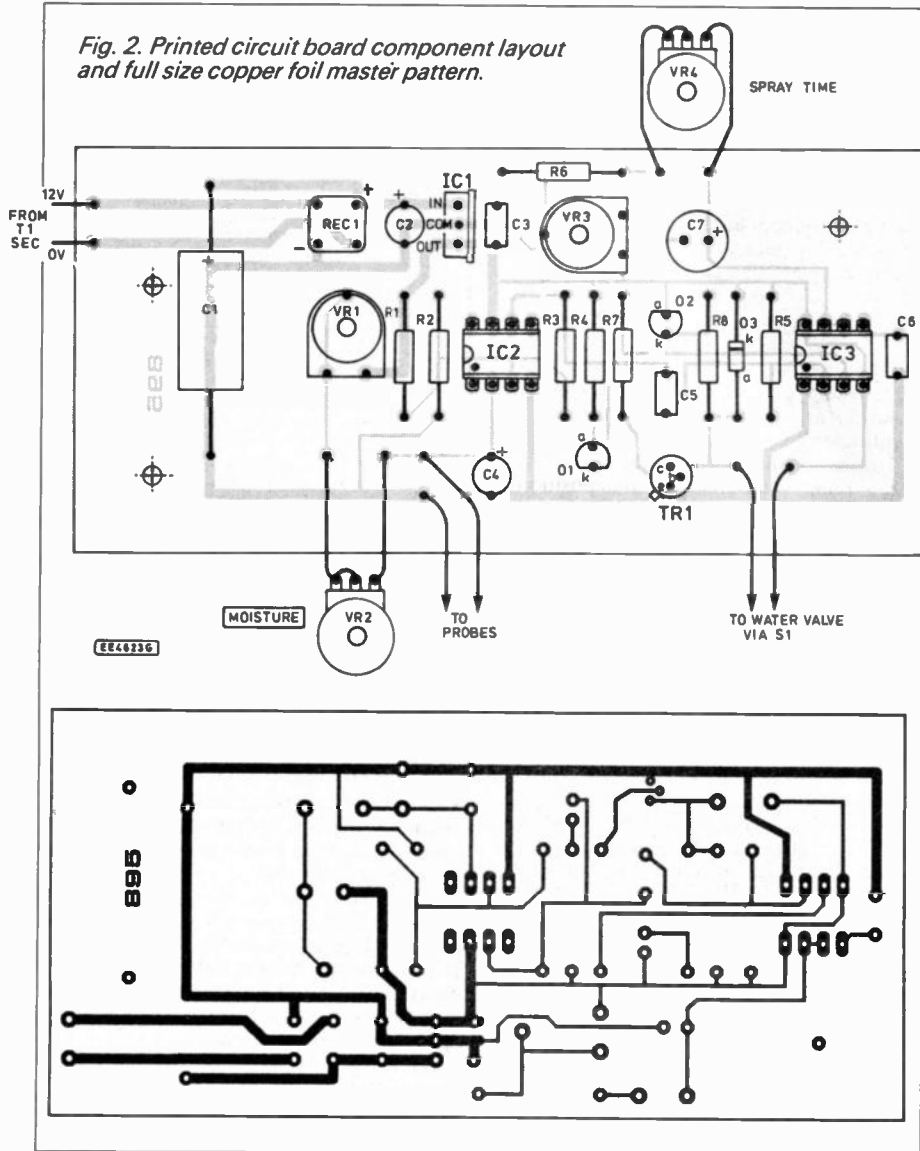 Fig. 2. Printed circuit board component layout
and full size copper foil master pattern.
VR4
SPRAY TIME
12V
FROM
T1
SEC
0V
+
REC1
−
+
C2
IC1
IN
COM
OUT
C3
R6
VR3
C7
+
+
C1
VR1
R1
R2
IC2
R3
R4
R7
a
D2
k
C5
R8
D3
k
a
R5
IC3
C6
895
C4
+
a
D1
k
c
b
e
TR1
MOISTURE
VR2
TO
PROBES
TO WATER VALVE
VIA S1
EE4623G
895